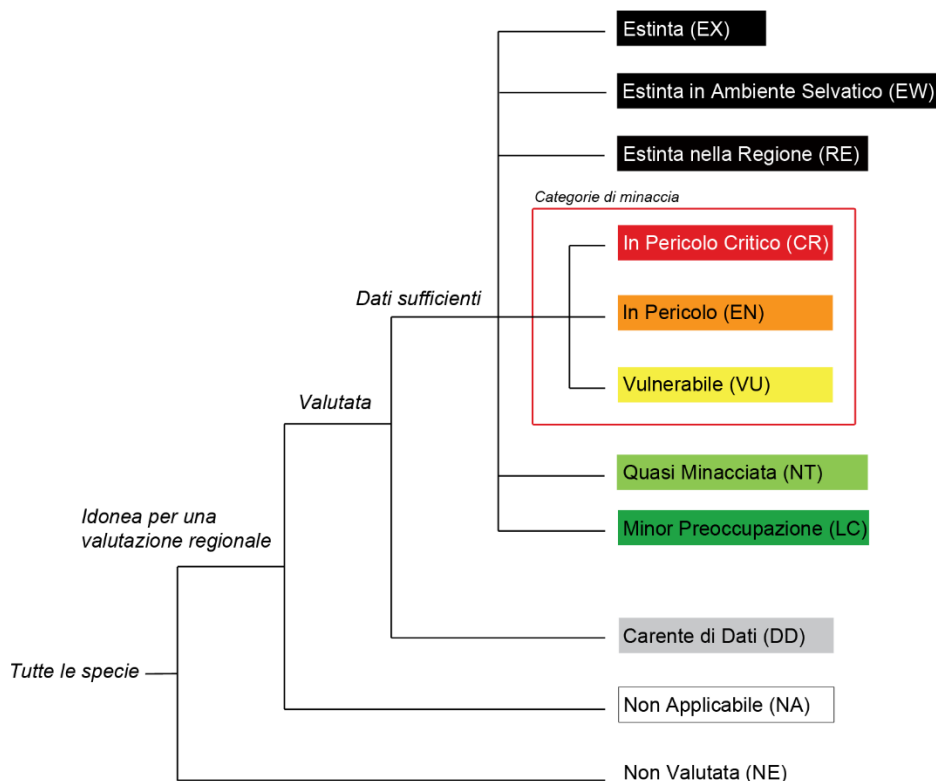 Estinta (EX)
Estinta in Ambiente Selvatico (EW)
Estinta nella Regione (RE)
Categorie di minaccia
In Pericolo Critico (CR)
Dati sufficienti
In Pericolo (EN)
Vulnerabile (VU)
Valutata
Quasi Minacciata (NT)
Idonea per una
valutazione regionale
Minor Preoccupazione (LC)
Carente di Dati (DD)
Tutte le specie
Non Applicabile (NA)
Non Valutata (NE)